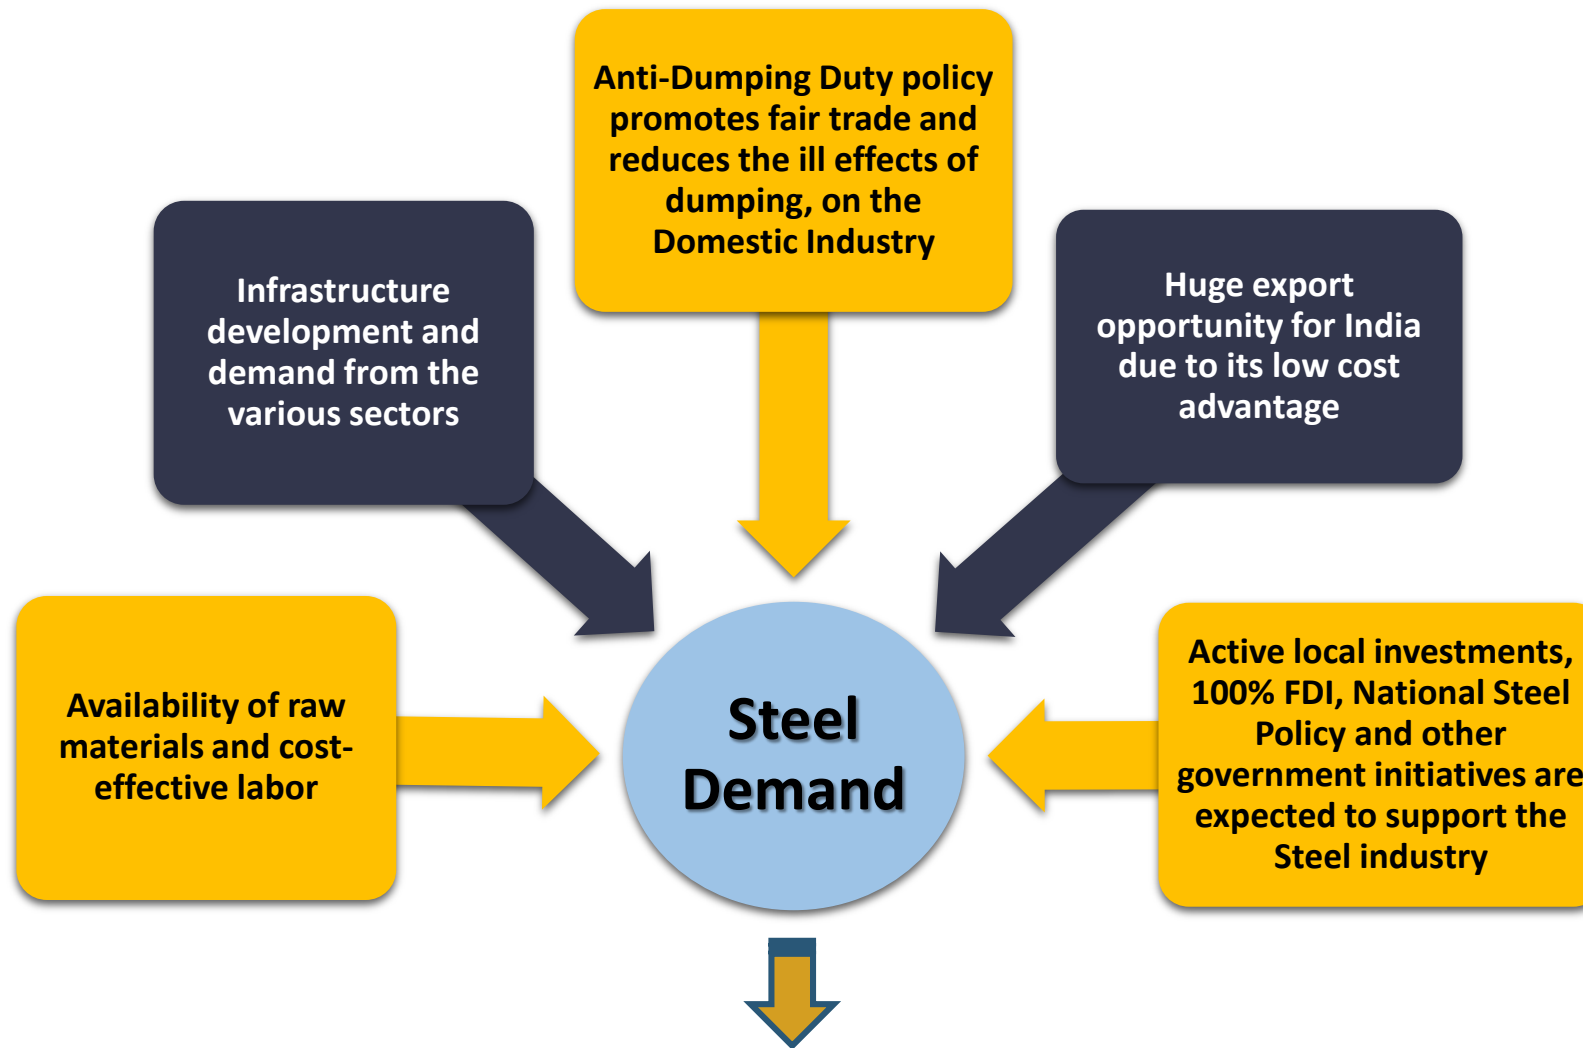 Anti-Dumping Duty policy
promotes fair trade and
reduces the ill effects of
dumping, on the
Domestic Industry
Infrastructure
development and
demand from the
various sectors
Huge export
opportunity for India
due to its low cost
advantage
Availability of raw
materials and cost-
effective labor
Steel
Demand
Active local investments,
100% FDI, National Steel
Policy and other
government initiatives are
expected to support the
Steel industry